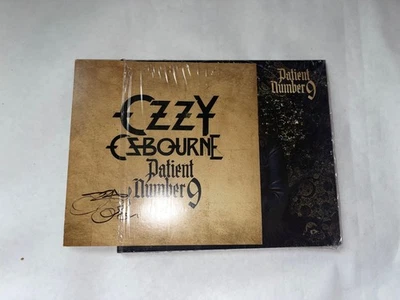 OZZY
OSBOURNE
Patient
Number 9
Patient
Number 9